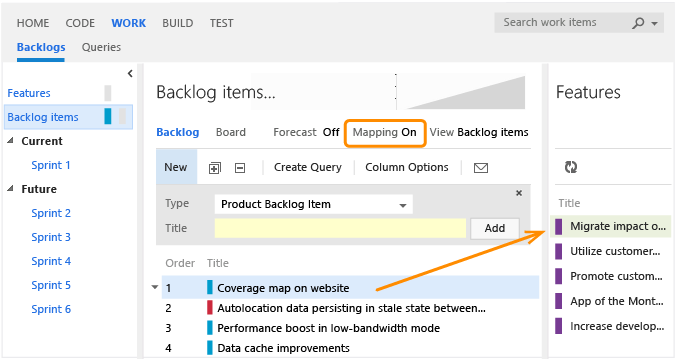 HOME CODE WORK BUILD TEST Search work items
Backlogs Queries
Features
Backlog items
Current
Sprint 1
Future
Sprint 2
Sprint 3
Sprint 4
Sprint 5
Sprint 6
Backlog items...
Backlog Board Forecast Off Mapping On View Backlog items
New Create Query Column Options
Type Product Backlog Item
Title Add
Order Title
1 Coverage map on website
2 Autolocation data persisting in stale state between...
3 Performance boost in low-bandwidth mode
4 Data cache improvements
Features
Title
Migrate impact o...
Utilize customer...
Promote custom...
App of the Mont...
Increase develop...